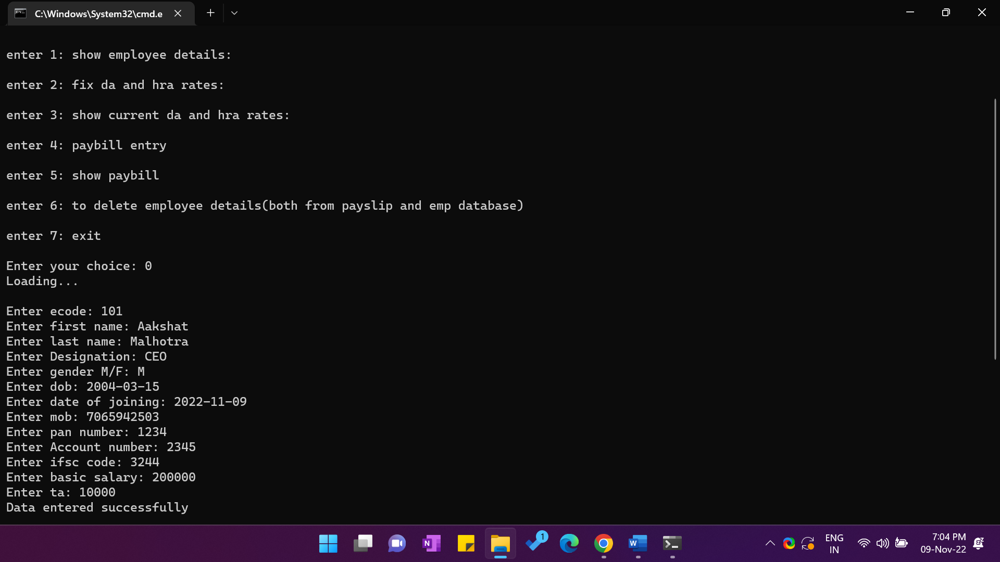 C:\Windows\System32\cmd.e
enter 1: show employee details:
enter 2: fix da and hra rates:
enter 3: show current da and hra rates:
enter 4: paybill entry
enter 5: show paybill
enter 6: to delete employee details(both from payslip and emp database)
enter 7: exit
Enter your choice: 0
Loading...
Enter ecode: 101
Enter first name: Aakshat
Enter last name: Malhotra
Enter Designation: CEO
Enter gender M/F: M
Enter dob: 2004-03-15
Enter date of joining: 2022-11-09
Enter mob: 7065942503
Enter pan number: 1234
Enter Account number: 2345
Enter ifsc code: 3244
Enter basic salary: 200000
Enter ta: 10000
Data entered successfully
N
1
W
ENG
IN
7:04 PM
09-Nov-22